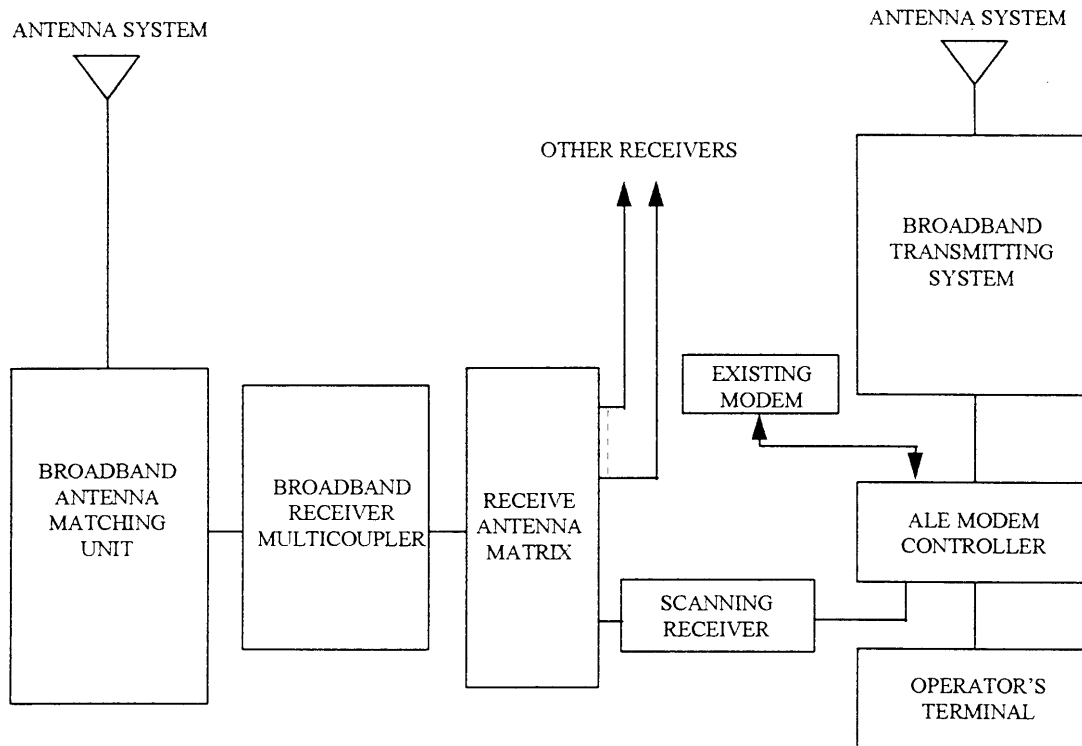 ANTENNA SYSTEM
ANTENNA SYSTEM
OTHER RECEIVERS
BROADBAND
TRANSMITTING
SYSTEM
EXISTING
MODEM
BROADBAND
ANTENNA
MATCHING
UNIT
BROADBAND
RECEIVER
MULTICOUPLER
RECEIVE
ANTENNA
MATRIX
ALE MODEM
CONTROLLER
SCANNING
RECEIVER
OPERATOR'S
TERMINAL